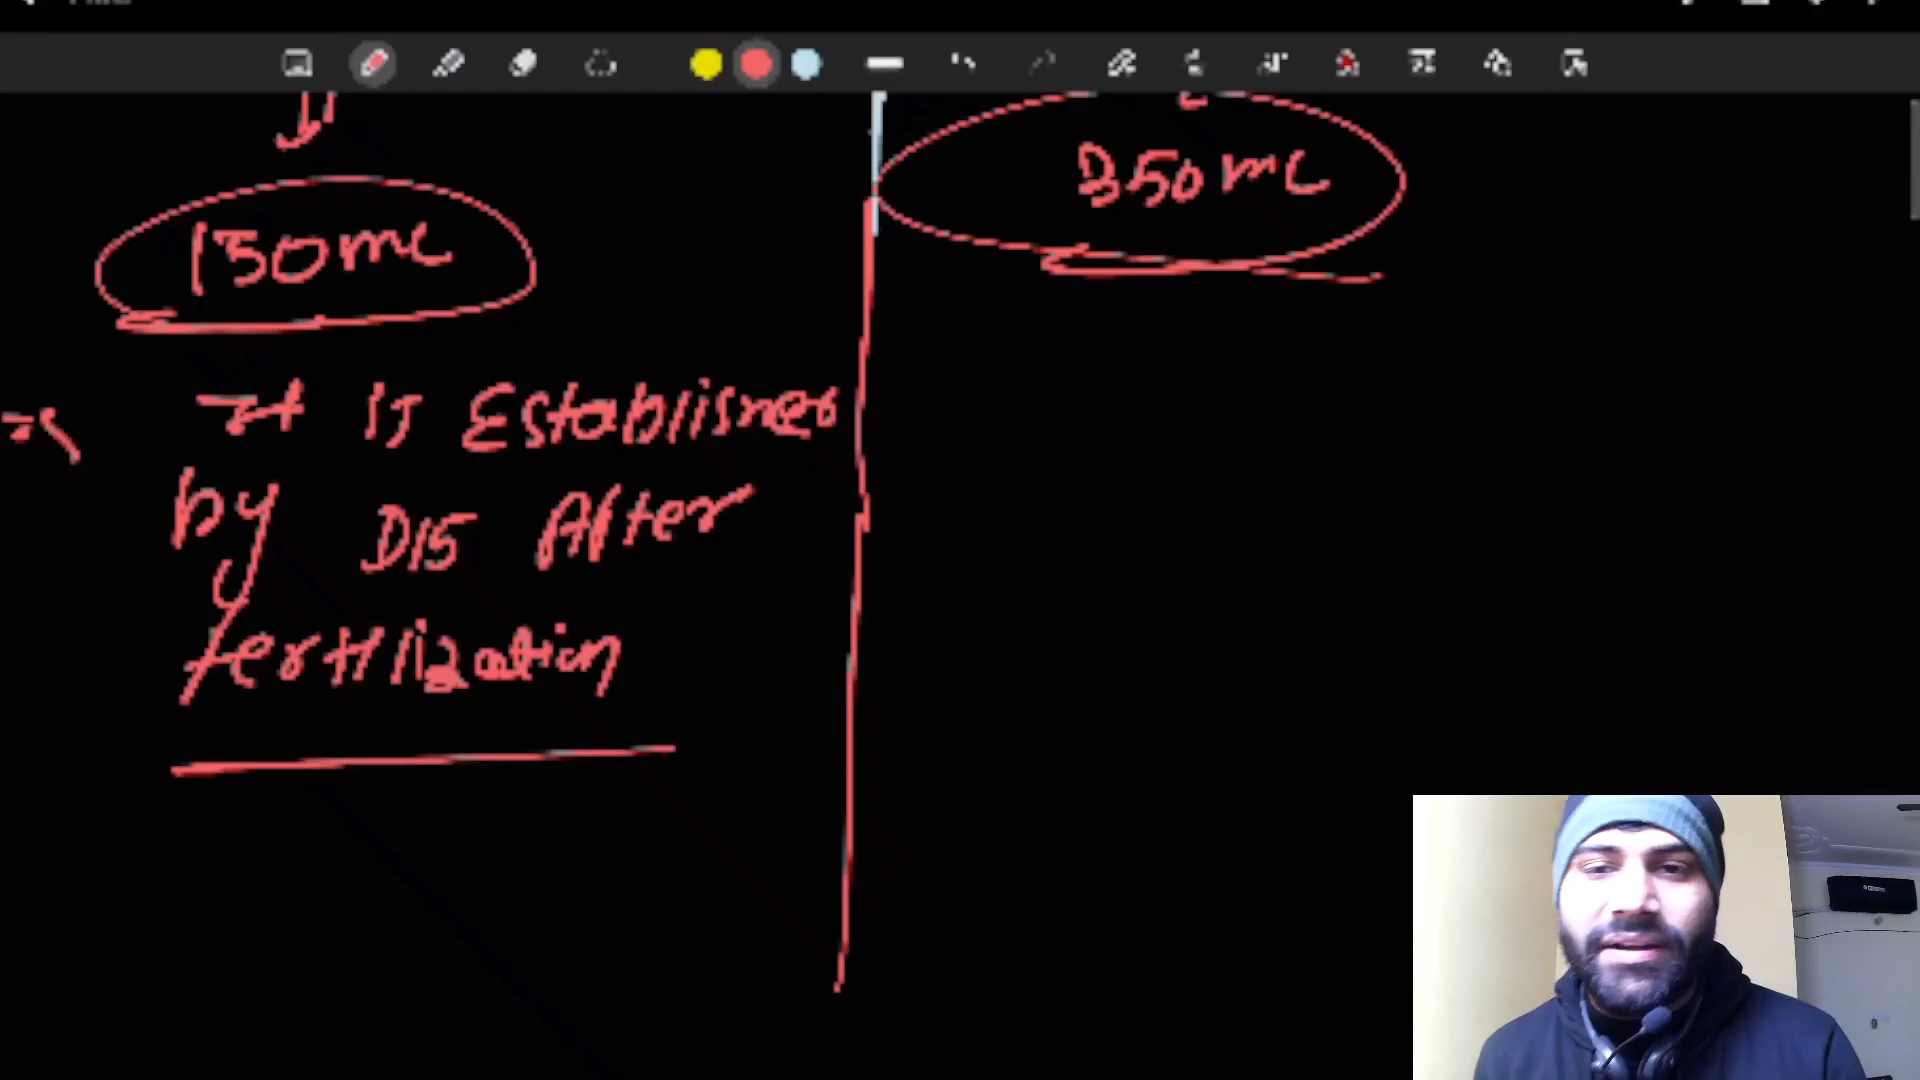 350 mL
150 mL
It is Established
by D15 After
fertilization